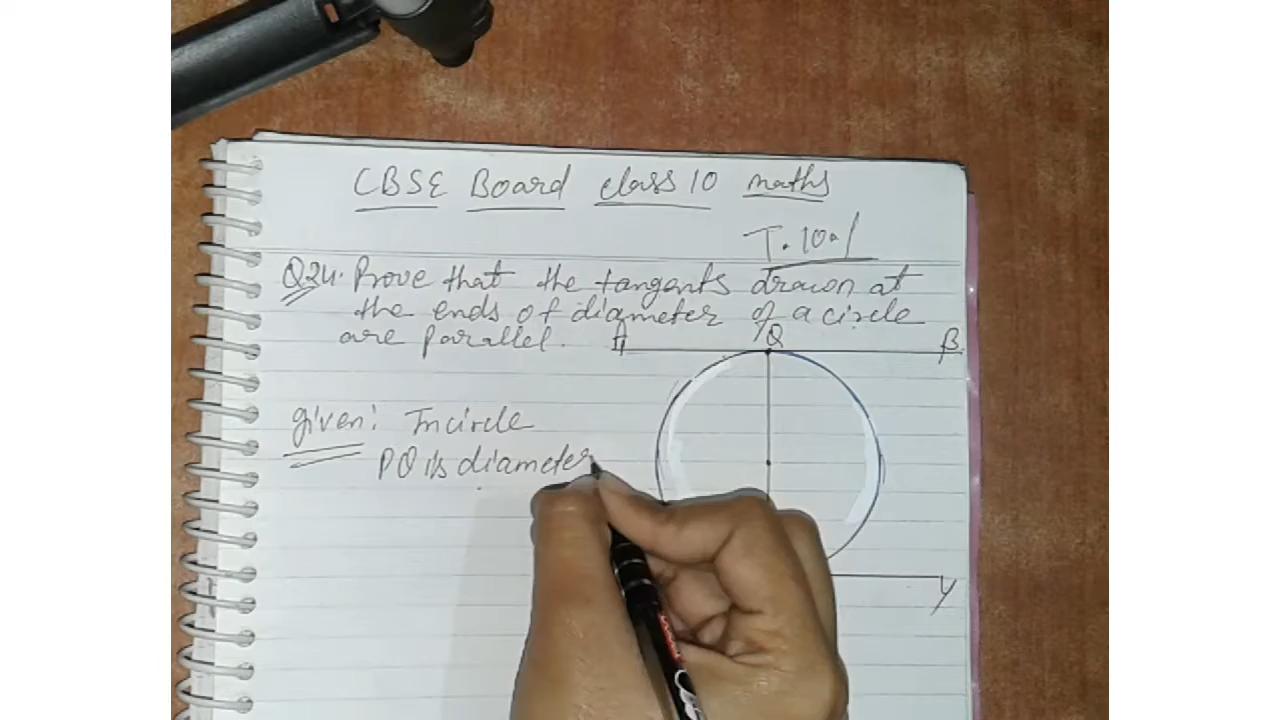 CBSE Board class 10 maths
T. 10.1
Q24. Prove that the tangents drawn at
the ends of diameter of a circle
are parallel.
Q
B
given: In circle
PQ is diameter
Y